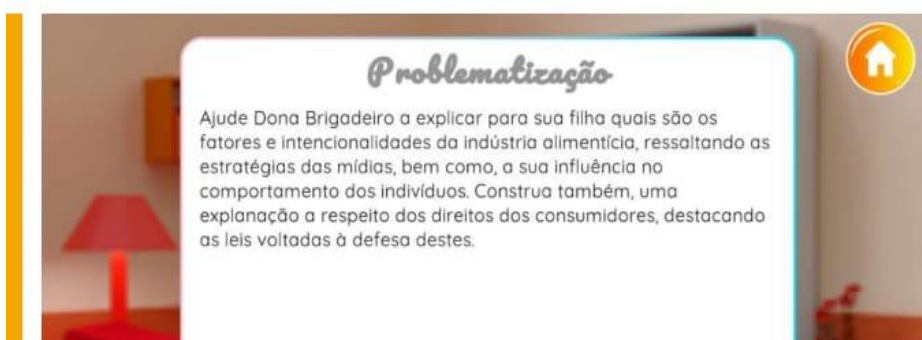 Problematização
Ajude Dona Brigadeiro a explicar para sua filha quais são os
fatores e intencionalidades da indústria alimentícia, ressaltando as
estratégias das mídias, bem como, a sua influência no
comportamento dos indivíduos. Construa também, uma
explanação a respeito dos direitos dos consumidores, destacando
as leis voltadas à defesa destes.